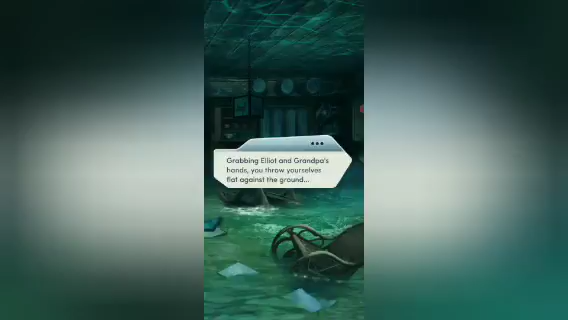 Grabbing Elliot and Grandpa's
hands, you throw yourselves
flat against the ground...